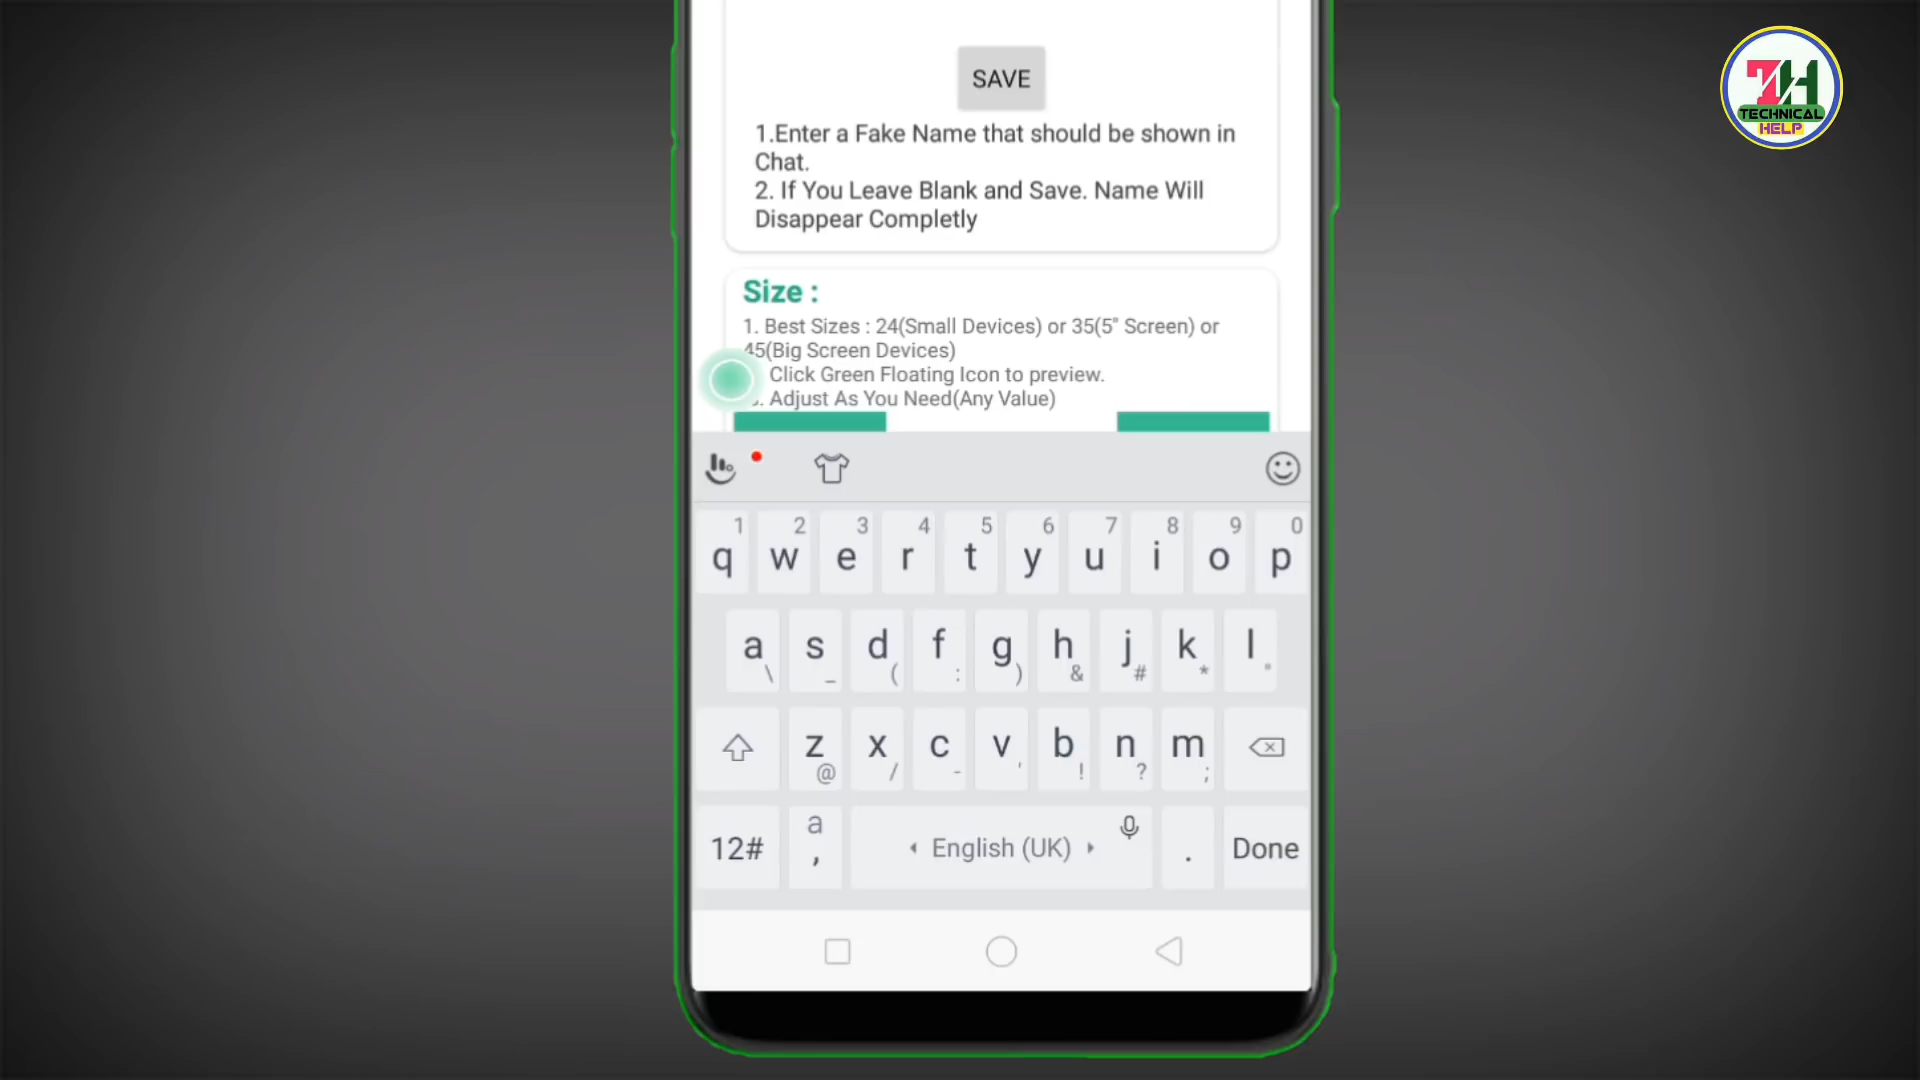 SAVE
1.Enter a Fake Name that should be shown in
Chat.
2. If You Leave Blank and Save. Name Will
Disappear Completly
Size :
1. Best Sizes : 24(Small Devices) or 35(5" Screen) or
45(Big Screen Devices)
Click Green Floating Icon to preview.
. Adjust As You Need(Any Value)
1 2 3 4 5 6 7 8 9 0
q w e r t y u i o p
a s d f g h j k l
\ _ ( : ) & # * "
z x c v b n m
@ / - ' ! ? ;
12# a , English (UK) . Done
TH
TECHNICAL
HELP